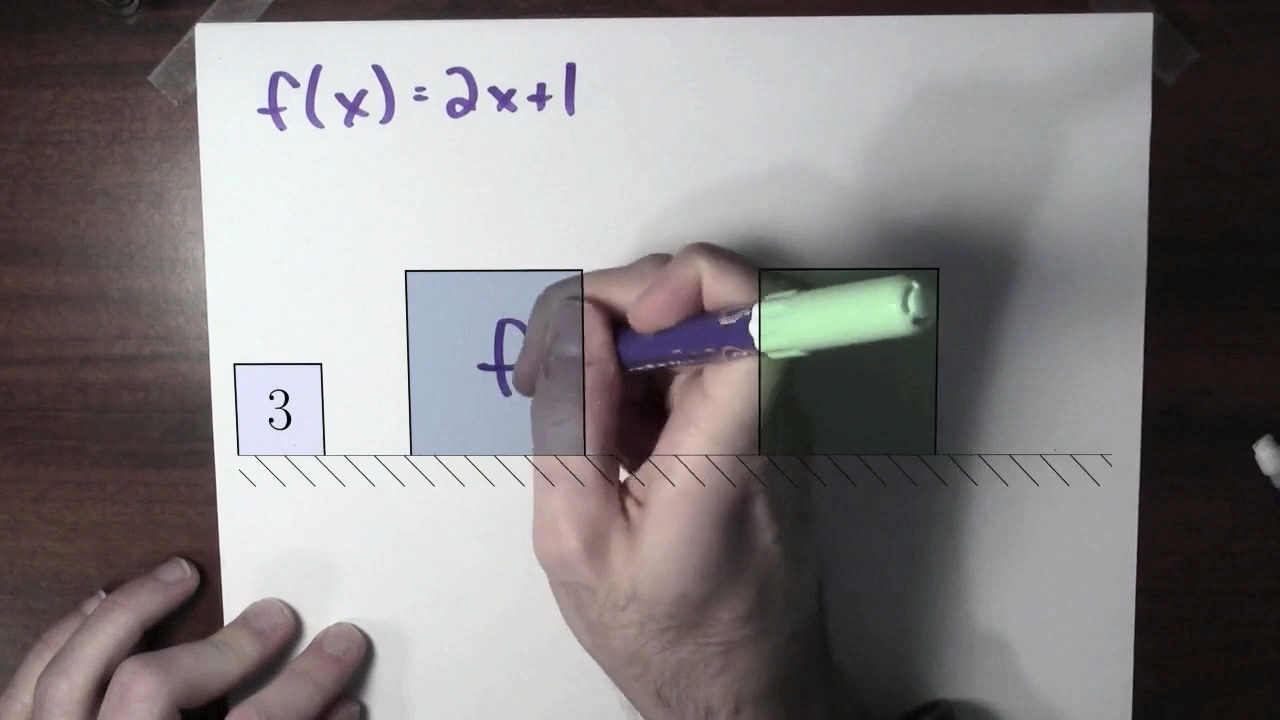 f(x) = 2x+1
f
3